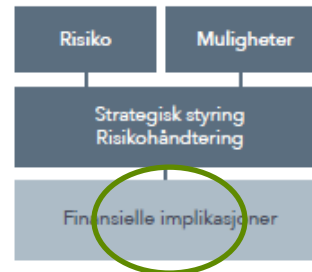 Risiko
Muligheter
Strategisk styring
Risikohåndtering
Finansielle implikasjoner